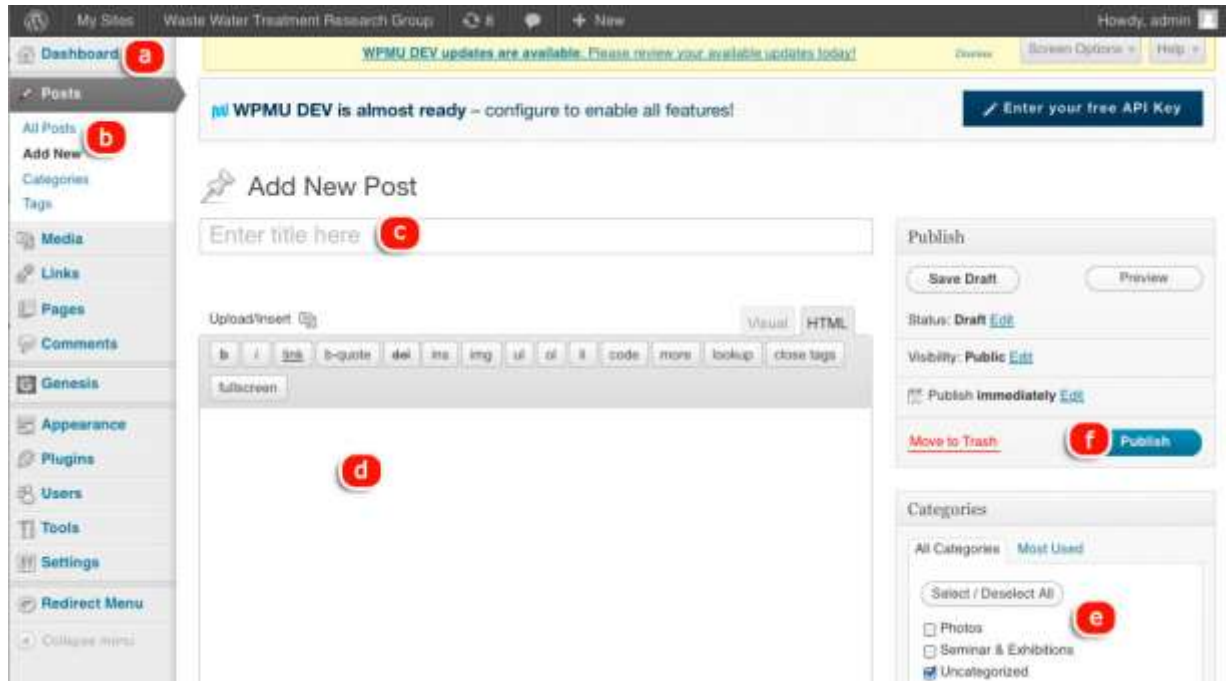 My Sites Waste Water Treatment Research Group 8 + New Howdy, admin
Dashboard a
WPMU DEV updates are available. Please review your available updates today! Dismiss Screen Options Help
Posts
WPMU DEV is almost ready – configure to enable all features! Enter your free API Key
All Posts
b
Add New
Categories
Tags
Add New Post
Enter title here c
Media
Links
Pages
Comments
Genesis
Appearance
Plugins
Users
Tools
Settings
Redirect Menu
Collapse menu
Upload/Insert Visual HTML
b i link b-quote del ins img ul ol li code more lookup close tags
fullscreen
d
Publish
Save Draft Preview
Status: Draft Edit
Visibility: Public Edit
Publish immediately Edit
Move to Trash f Publish
Categories
All Categories Most Used
Select / Deselect All
e
Photos
Seminar & Exhibitions
Uncategorized